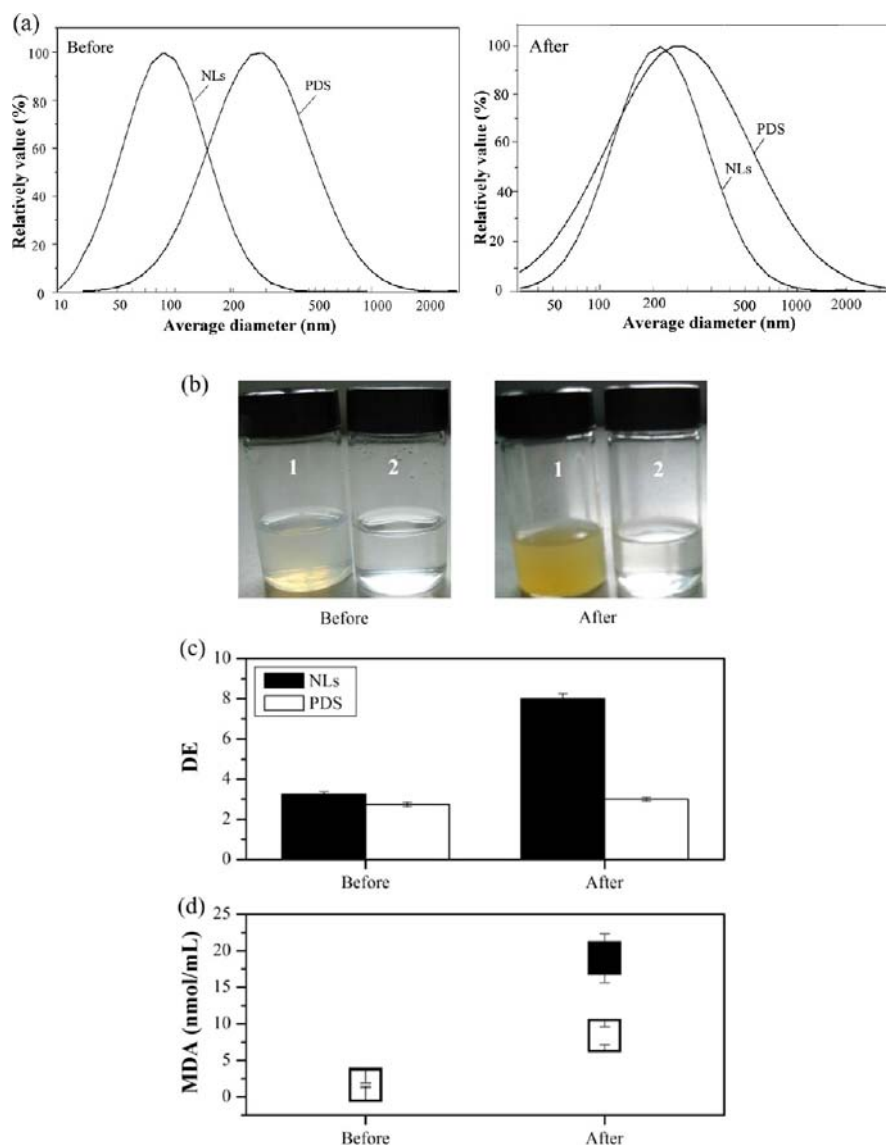 (a)
Before
NLs
PDS
Relatively value (%)
100
80
60
40
20
0
10 50 100 200 500 1000 2000
Average diameter (nm)
After
PDS
NLs
Relatively value (%)
100
80
60
40
20
0
50 100 200 500 1000 2000
Average diameter (nm)
(b)
1 2
1 2
Before After
(c)
NLs
PDS
DE
10
8
6
4
2
0
Before After
(d)
MDA (nmol/mL)
25
20
15
10
5
0
Before After